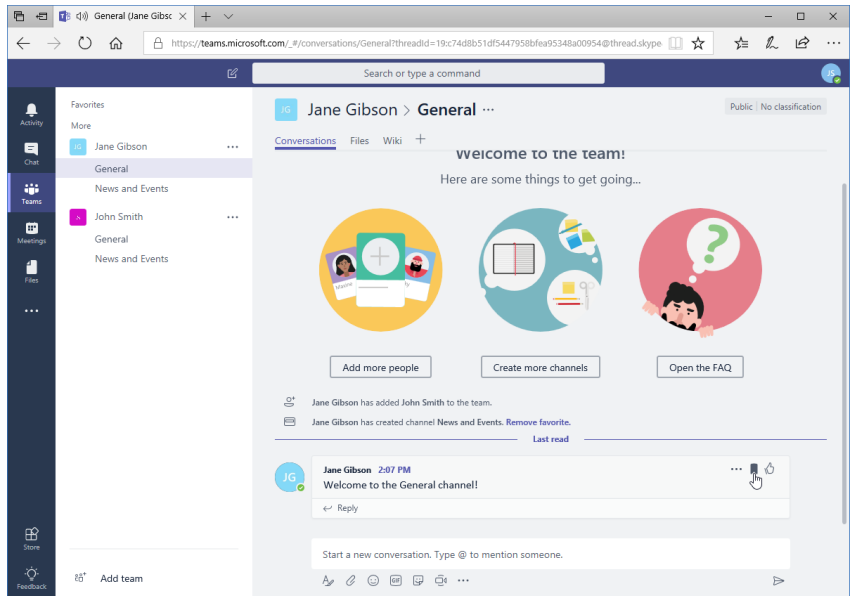 General (Jane Gibsc
https://teams.microsoft.com/_#/conversations/General?threadId=19:c74d8b51df5447958bfea95348a00954@thread.skype
Search or type a command
JS
Activity
Chat
Teams
Meetings
Files
Store
Feedback
Favorites
More
JG Jane Gibson
General
News and Events
John Smith
General
News and Events
Add team
JG Jane Gibson > General
Public No classification
Conversations Files Wiki
Welcome to the team!
Here are some things to get going...
Add more people
Create more channels
Open the FAQ
Jane Gibson has added John Smith to the team.
Jane Gibson has created channel News and Events. Remove favorite.
Last read
JG
Jane Gibson 2:07 PM
Welcome to the General channel!
Reply
Start a new conversation. Type @ to mention someone.
GIF